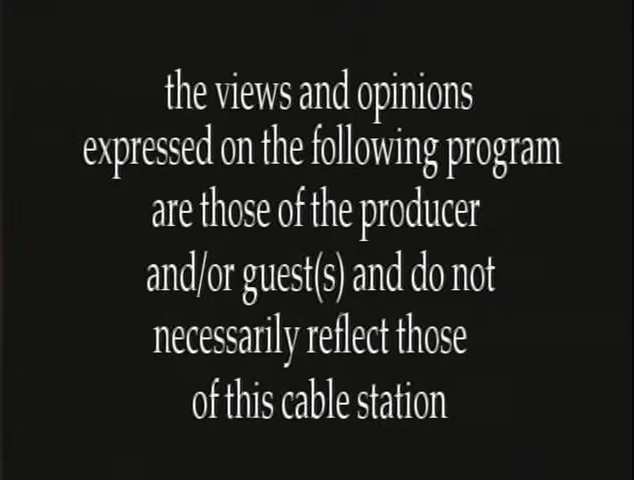 the views and opinions
expressed on the following program
are those of the producer
and/or guest(s) and do not
necessarily reflect those
of this cable station